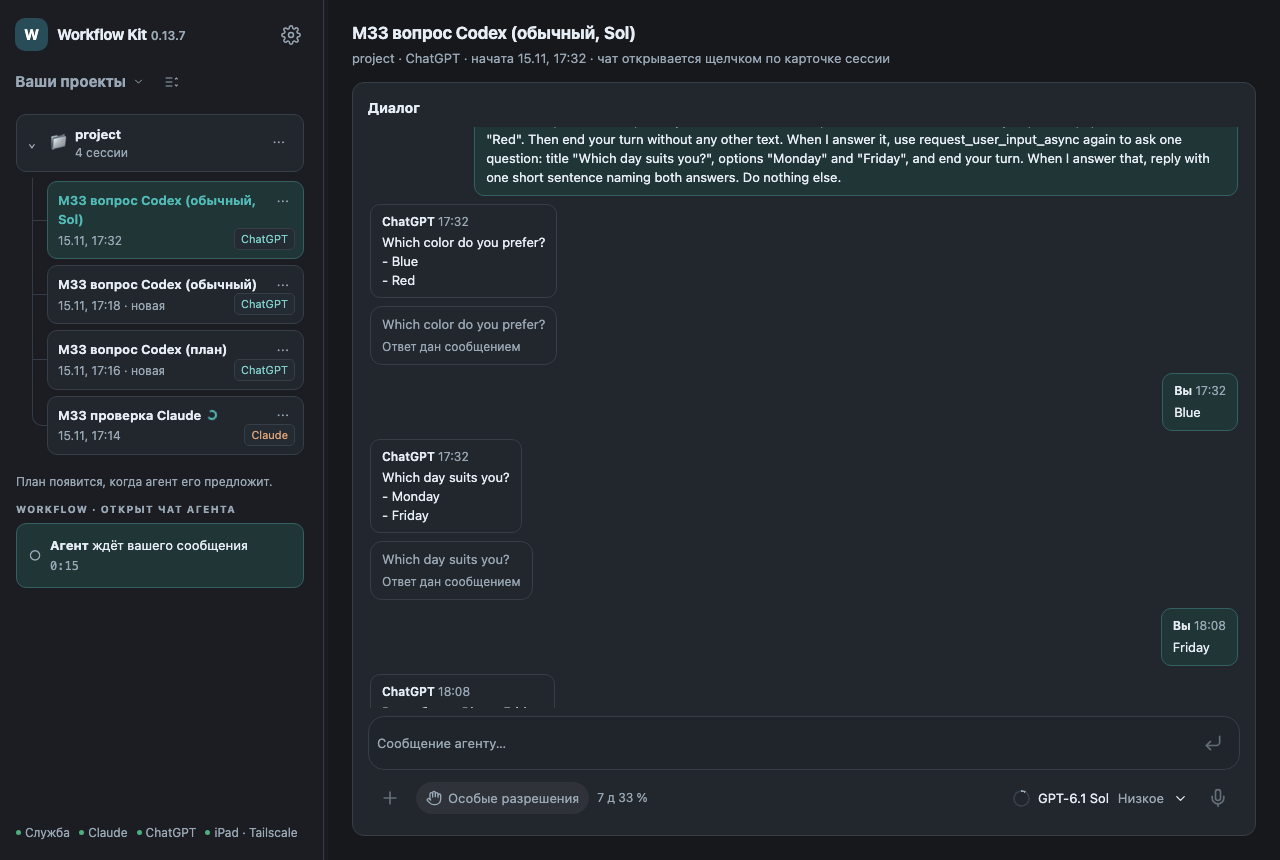 W
Workflow Kit 0.13.7
Ваши проекты
project
4 сессии
М33 вопрос Codex (обычный,
Sol)
15.11, 17:32
ChatGPT
М33 вопрос Codex (обычный)
15.11, 17:18 · новая
ChatGPT
М33 вопрос Codex (план)
15.11, 17:16 · новая
ChatGPT
М33 проверка Claude
15.11, 17:14
Claude
План появится, когда агент его предложит.
WORKFLOW · ОТКРЫТ ЧАТ АГЕНТА
Агент ждёт вашего сообщения
0:15
Служба
Claude
ChatGPT
iPad · Tailscale
М33 вопрос Codex (обычный, Sol)
project · ChatGPT · начата 15.11, 17:32 · чат открывается щелчком по карточке сессии
Диалог
"Red". Then end your turn without any other text. When I answer it, use request_user_input_async again to ask one
question: title "Which day suits you?", options "Monday" and "Friday", and end your turn. When I answer that, reply with
one short sentence naming both answers. Do nothing else.
ChatGPT 17:32
Which color do you prefer?
- Blue
- Red
Which color do you prefer?
Ответ дан сообщением
Вы 17:32
Blue
ChatGPT 17:32
Which day suits you?
- Monday
- Friday
Which day suits you?
Ответ дан сообщением
Вы 18:08
Friday
ChatGPT 18:08
Сообщение агенту...
Особые разрешения
7 д 33 %
GPT-6.1 Sol Низкое